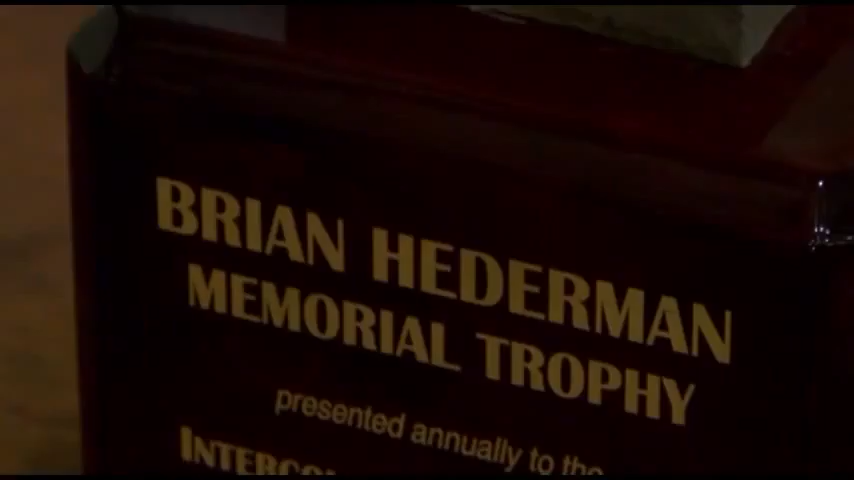 BRIAN HEDERMAN
MEMORIAL TROPHY
presented annually to the